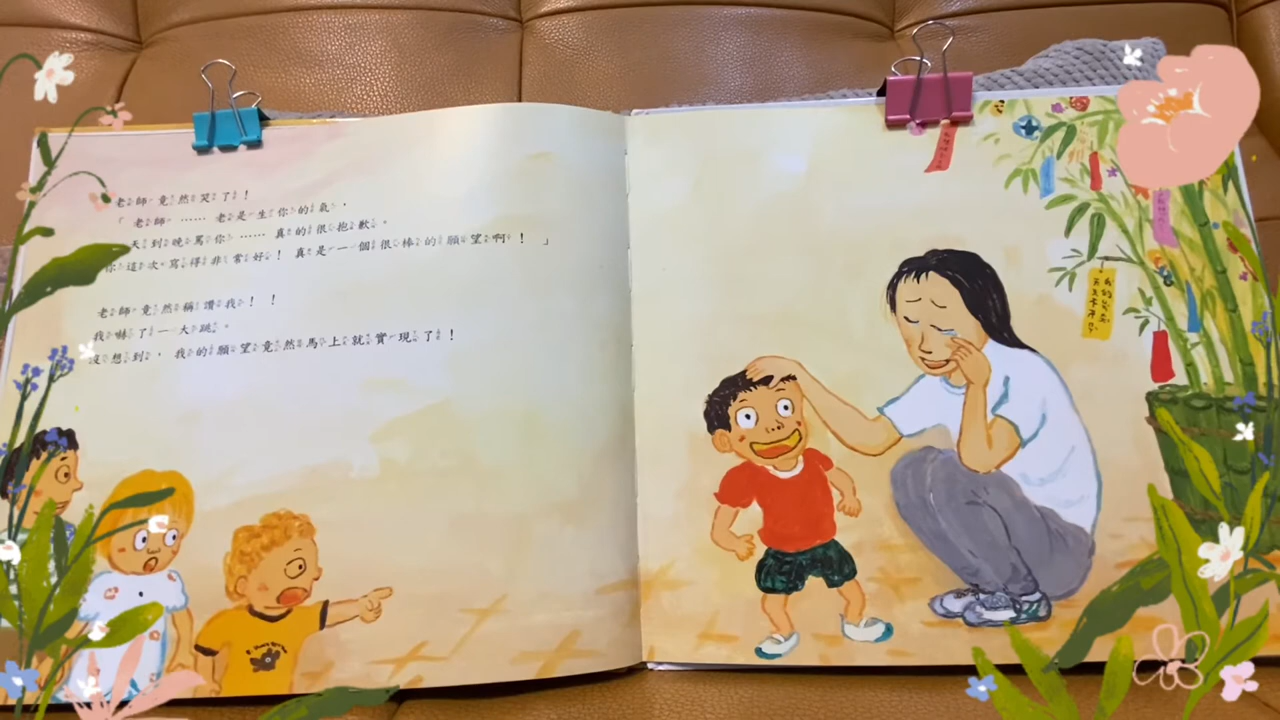 老師竟然哭了！
「老師……老是生你的氣，
天到晚罵你……真的很抱歉。
你這次寫得非常好！真是一個很棒的願望啊！」
老師竟然稱讚我！！
我嚇了一大跳。
沒想到，我的願望竟然馬上就實現了！